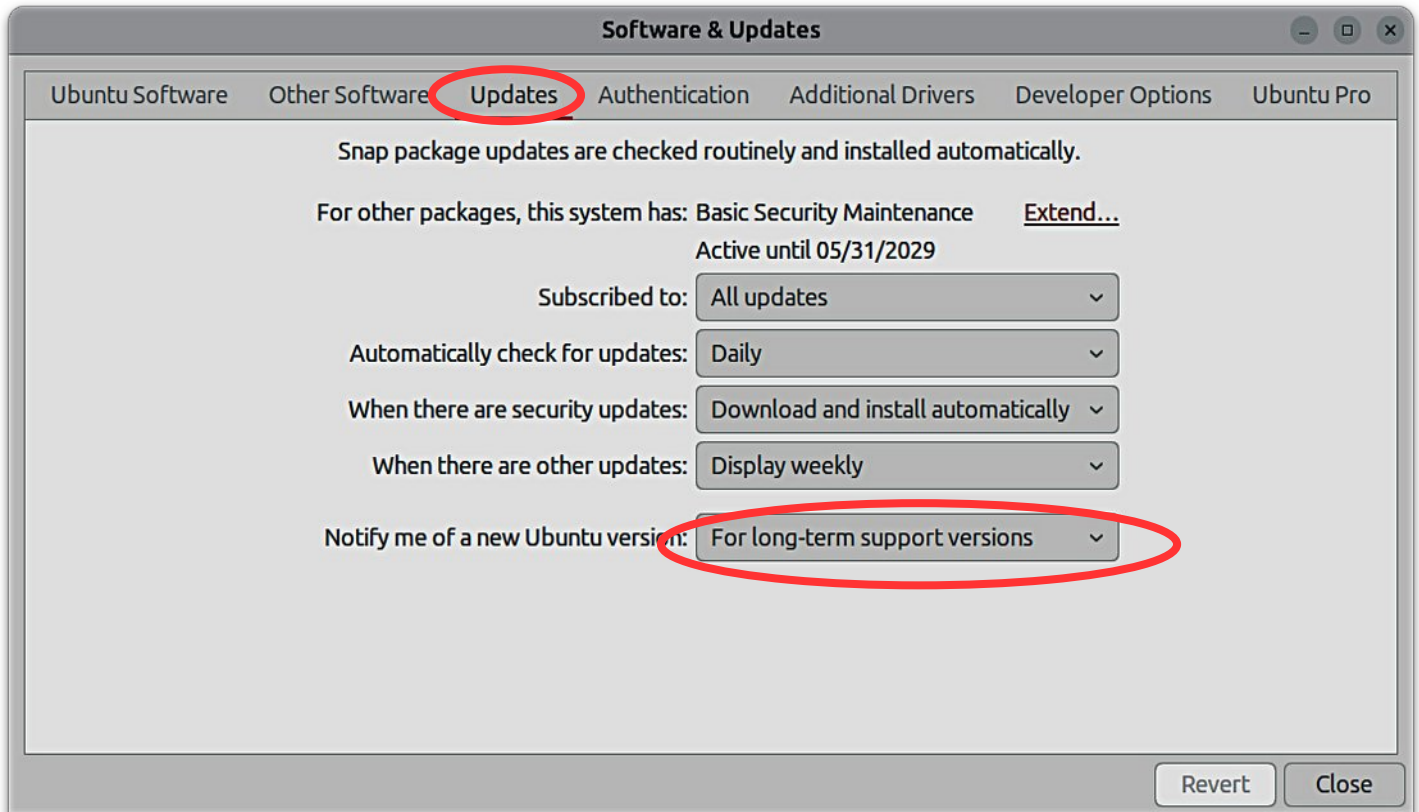 Software & Updates
Ubuntu Software Other Software Updates Authentication Additional Drivers Developer Options Ubuntu Pro
Snap package updates are checked routinely and installed automatically.
For other packages, this system has: Basic Security Maintenance Extend...
Active until 05/31/2029
Subscribed to: All updates
Automatically check for updates: Daily
When there are security updates: Download and install automatically
When there are other updates: Display weekly
Notify me of a new Ubuntu version: For long-term support versions
Revert Close